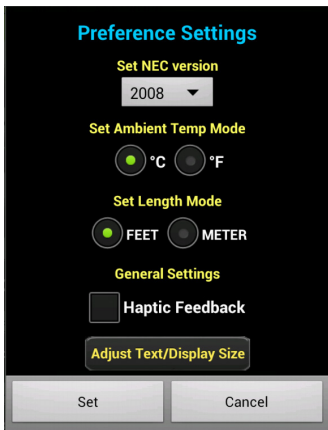 Preference Settings
Set NEC version
2008
Set Ambient Temp Mode
°C °F
Set Length Mode
FEET METER
General Settings
Haptic Feedback
Adjust Text/Display Size
Set Cancel